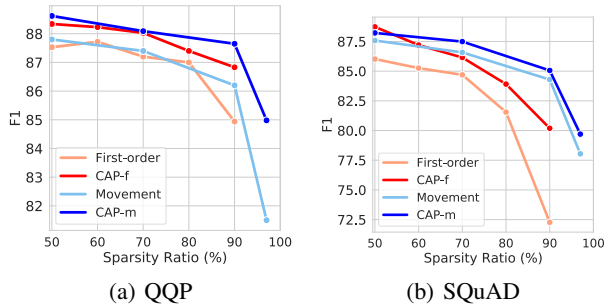 88
87
86
85
84
83
82
F1
50 60 70 80 90 100
Sparsity Ratio (%)
First-order
CAP-f
Movement
CAP-m
(a) QQP
87.5
85.0
82.5
80.0
77.5
75.0
72.5
F1
50 60 70 80 90 100
Sparsity Ratio (%)
First-order
CAP-f
Movement
CAP-m
(b) SQuAD